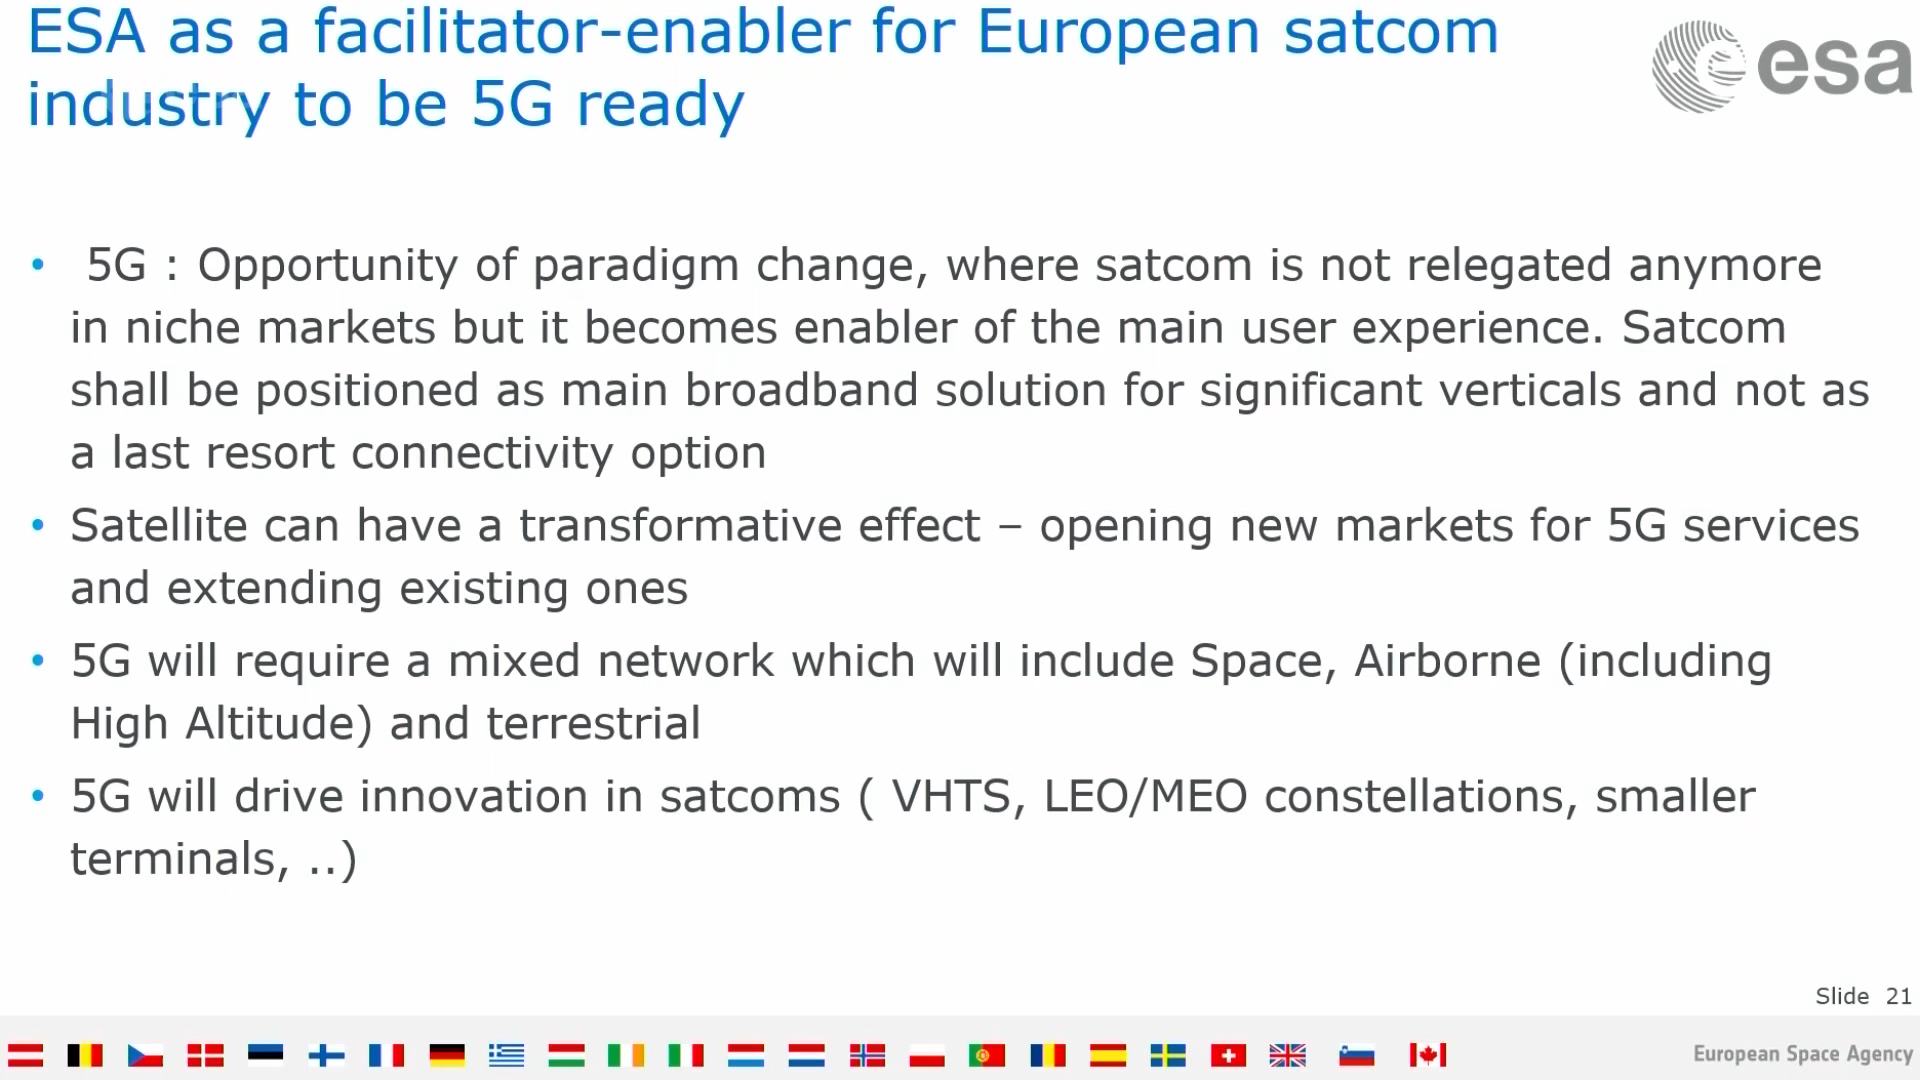 ESA as a facilitator-enabler for European satcom
industry to be 5G ready
esa
• 5G : Opportunity of paradigm change, where satcom is not relegated anymore
in niche markets but it becomes enabler of the main user experience. Satcom
shall be positioned as main broadband solution for significant verticals and not as
a last resort connectivity option
• Satellite can have a transformative effect – opening new markets for 5G services
and extending existing ones
• 5G will require a mixed network which will include Space, Airborne (including
High Altitude) and terrestrial
• 5G will drive innovation in satcoms ( VHTS, LEO/MEO constellations, smaller
terminals, ..)
Slide 21
European Space Agency